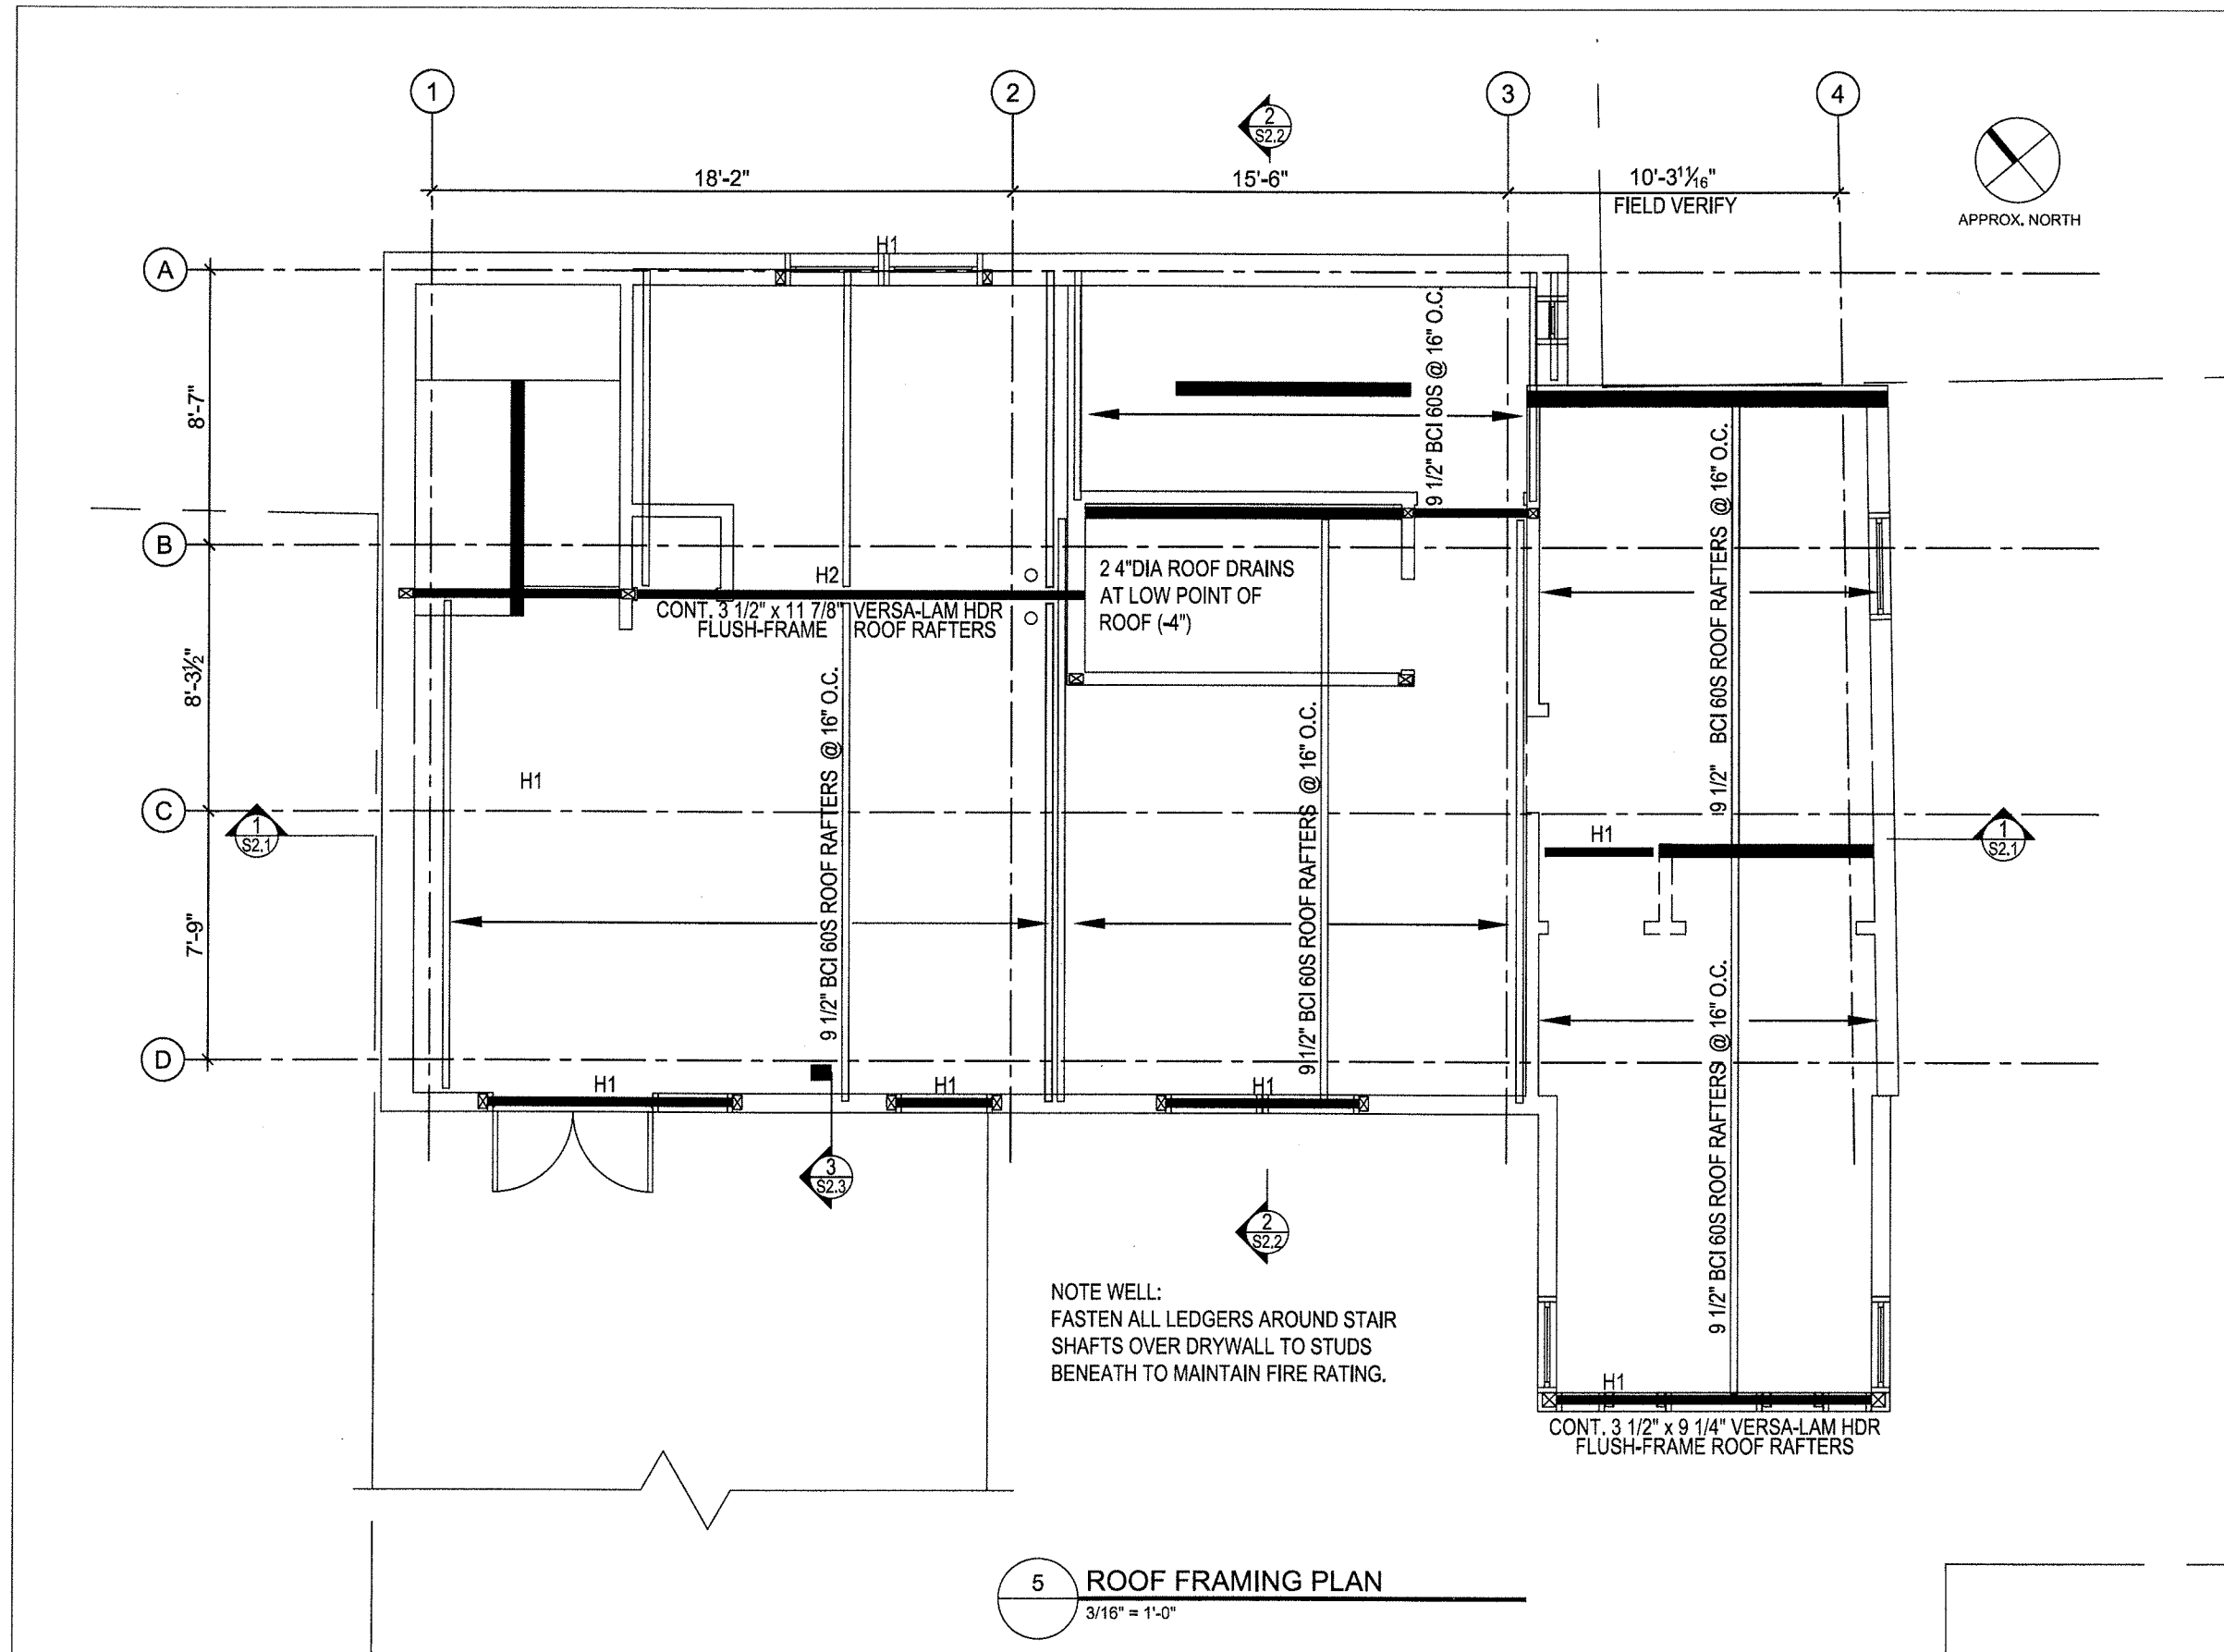 1
2
3
4
2
S2.2
18'-2"
15'-6"
10'-3 11/16"
FIELD VERIFY
APPROX. NORTH
H1
A
8'-7"
9 1/2" BCI 60S @ 16" O.C.
9 1/2" BCI 60S ROOF RAFTERS @ 16" O.C.
B
H2
CONT. 3 1/2" x 11 7/8" VERSA-LAM HDR
FLUSH-FRAME ROOF RAFTERS
2 4"DIA ROOF DRAINS
AT LOW POINT OF
ROOF (-4")
8'-3½"
H1
9 1/2" BCI 60S ROOF RAFTERS @ 16" O.C.
9 1/2" BCI 60S ROOF RAFTERS @ 16" O.C.
C
1
S2.1
H1
1
S2.1
7'-9"
9 1/2" BCI 60S ROOF RAFTERS @ 16" O.C.
D
H1
H1
H1
3
S2.3
2
S2.2
NOTE WELL:
FASTEN ALL LEDGERS AROUND STAIR
SHAFTS OVER DRYWALL TO STUDS
BENEATH TO MAINTAIN FIRE RATING.
H1
CONT. 3 1/2" x 9 1/4" VERSA-LAM HDR
FLUSH-FRAME ROOF RAFTERS
5
ROOF FRAMING PLAN
3/16" = 1'-0"